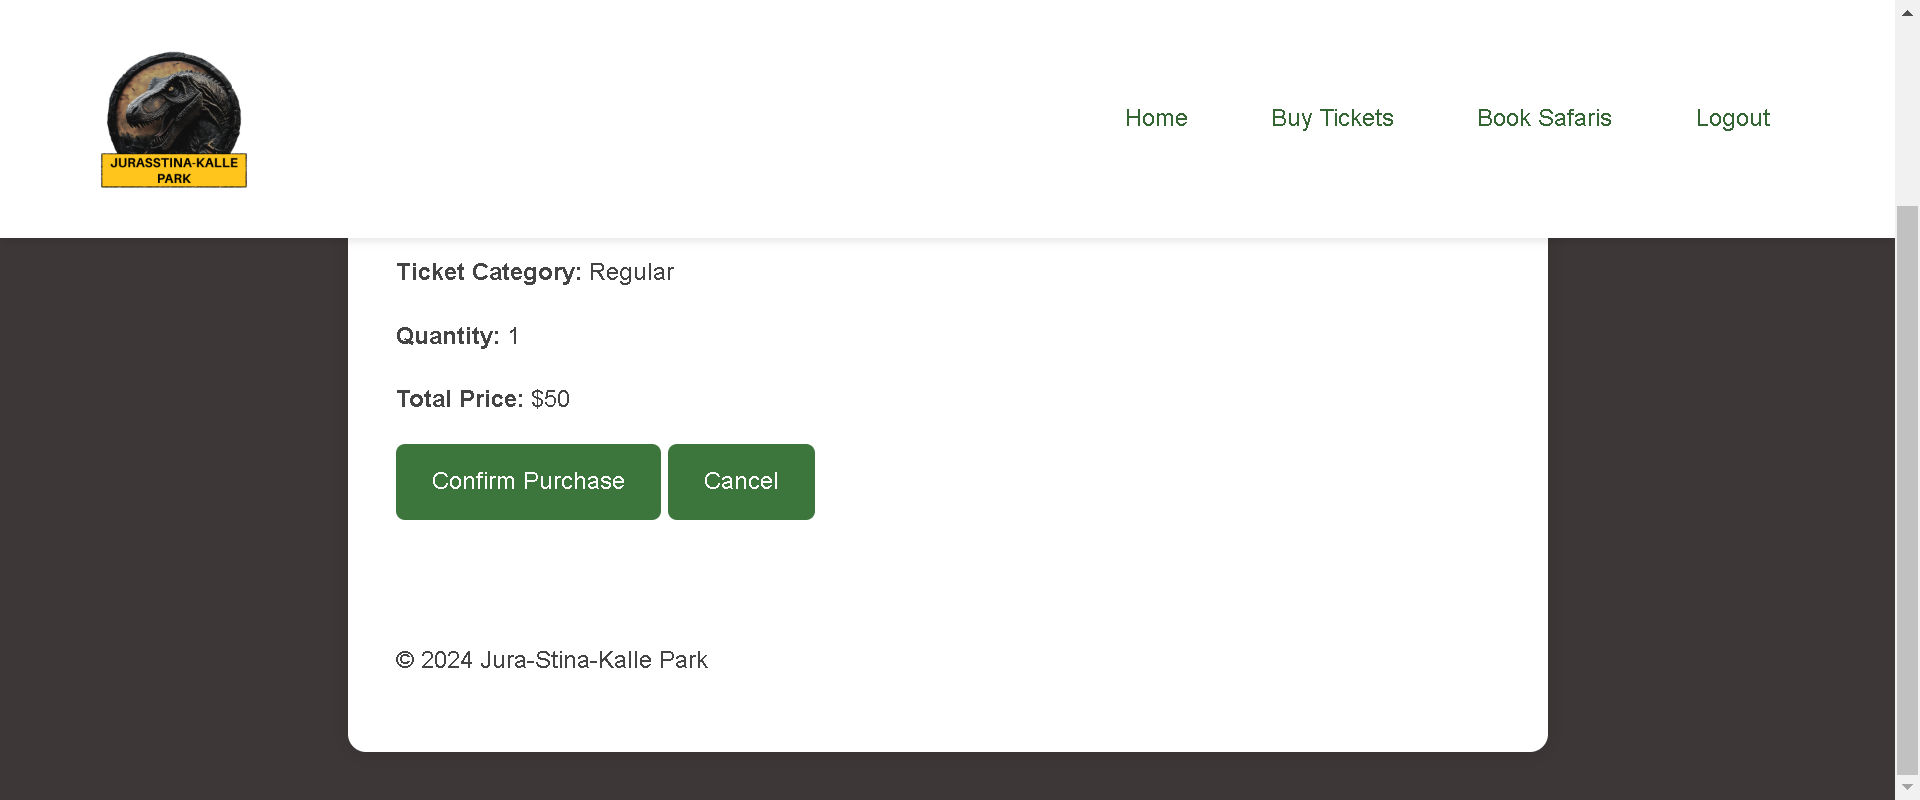 JURASSTINA-KALLE
PARK
Home Buy Tickets Book Safaris Logout
Ticket Category: Regular
Quantity: 1
Total Price: $50
Confirm Purchase Cancel
© 2024 Jura-Stina-Kalle Park